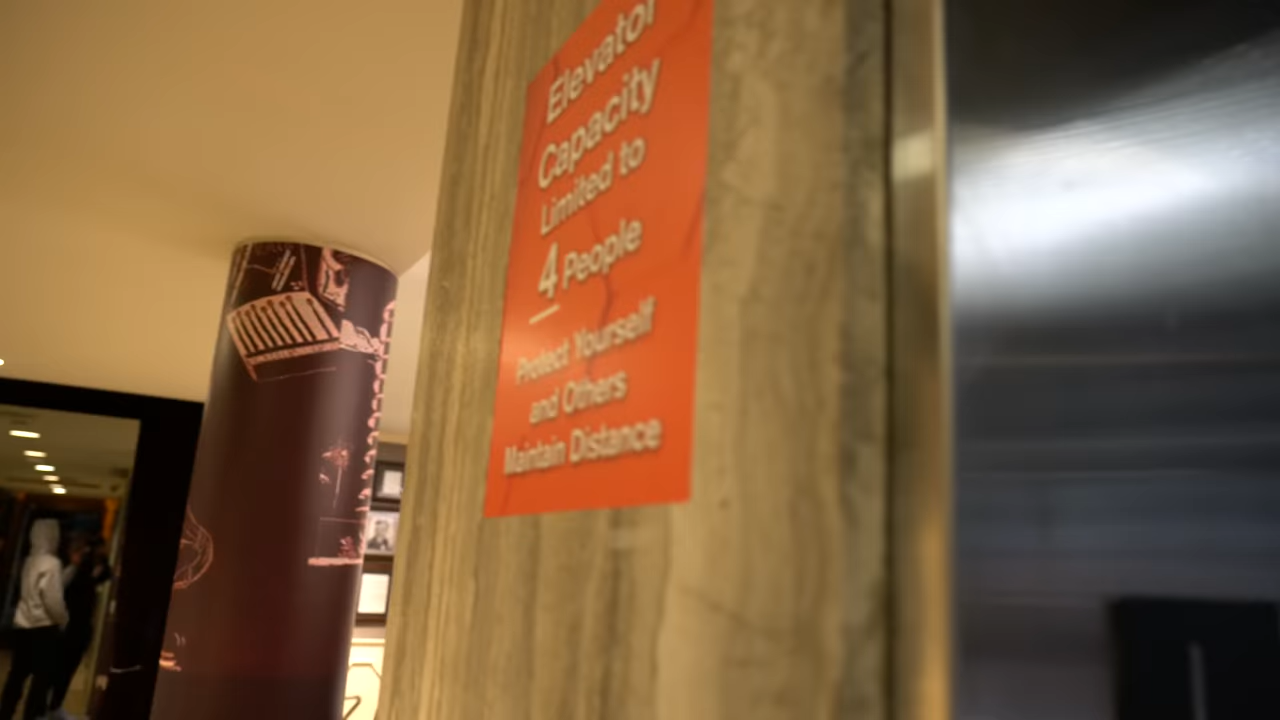 Elevator
Capacity
Limited to
4 People
Protect Yourself
and Others
Maintain Distance